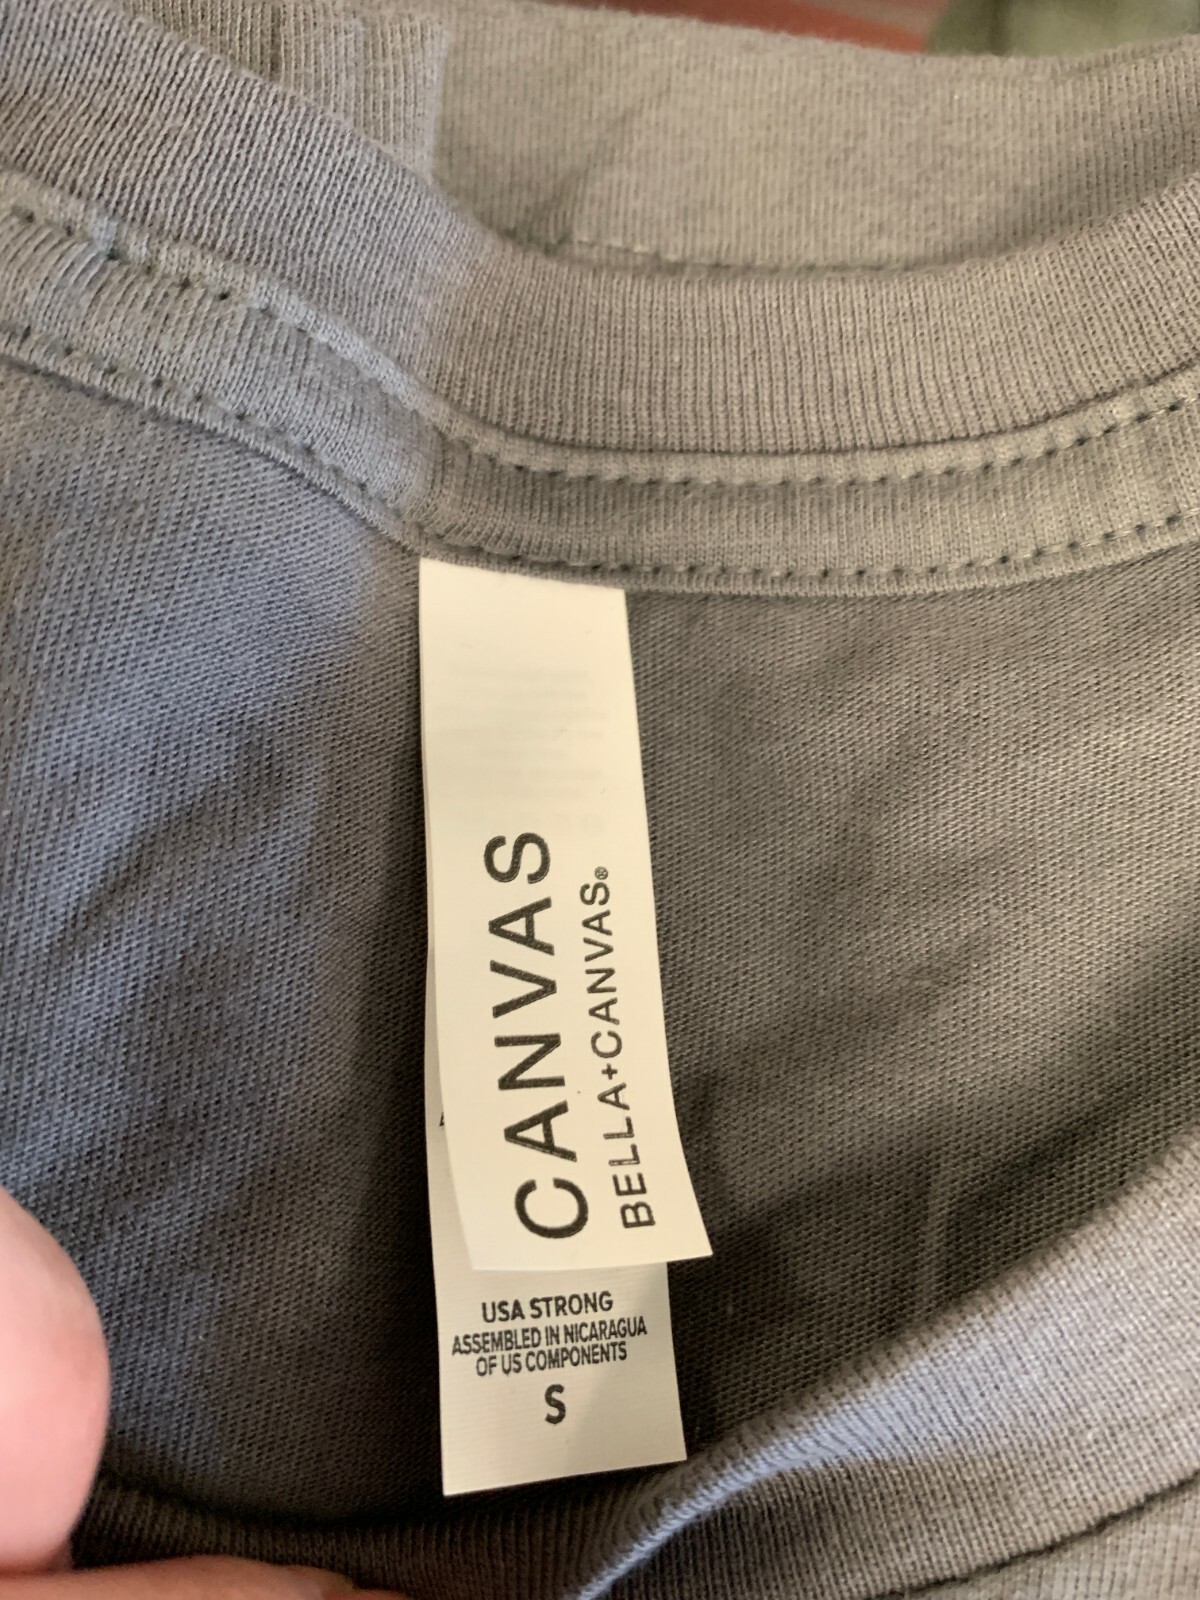 CANVAS
BELLA+CANVAS®
USA STRONG
ASSEMBLED IN NICARAGUA
OF US COMPONENTS
S